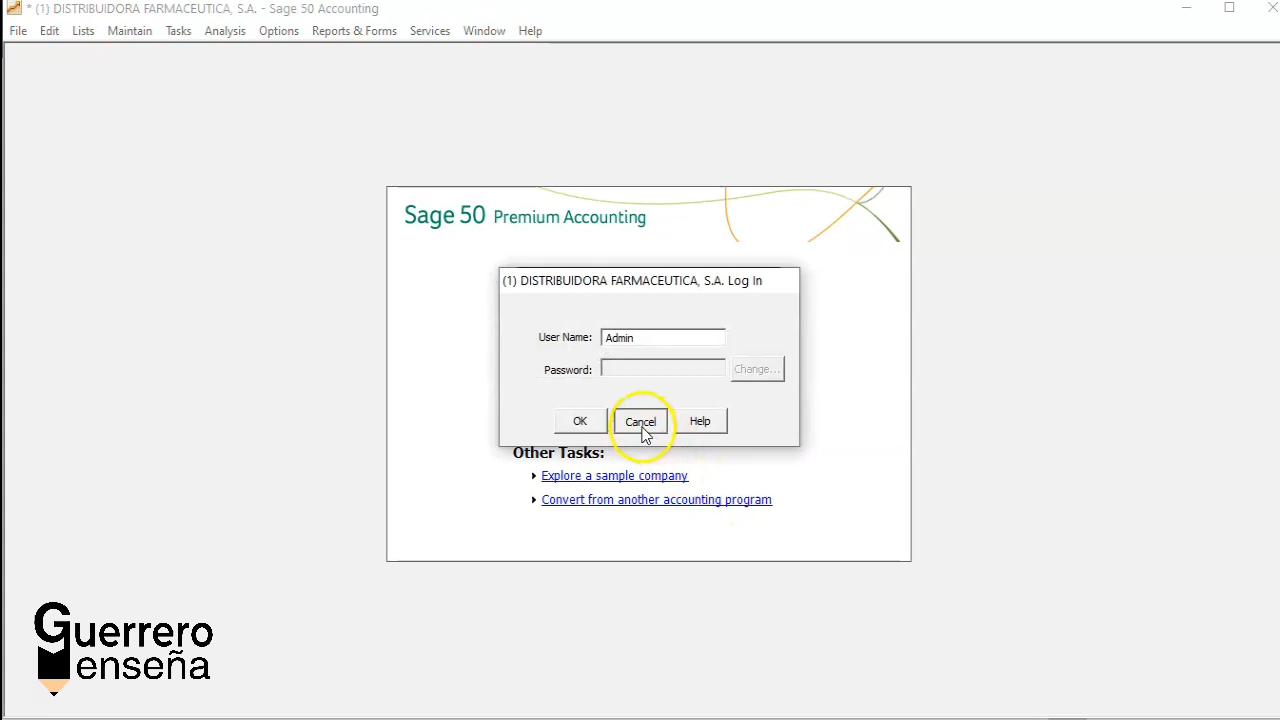 * (1) DISTRIBUIDORA FARMACEUTICA, S.A. - Sage 50 Accounting
File Edit Lists Maintain Tasks Analysis Options Reports & Forms Services Window Help
Sage 50 Premium Accounting
(1) DISTRIBUIDORA FARMACEUTICA, S.A. Log In
User Name: Admin
Password: Change...
OK Cancel Help
Other Tasks:
Explore a sample company
Convert from another accounting program
Guerrero
enseña